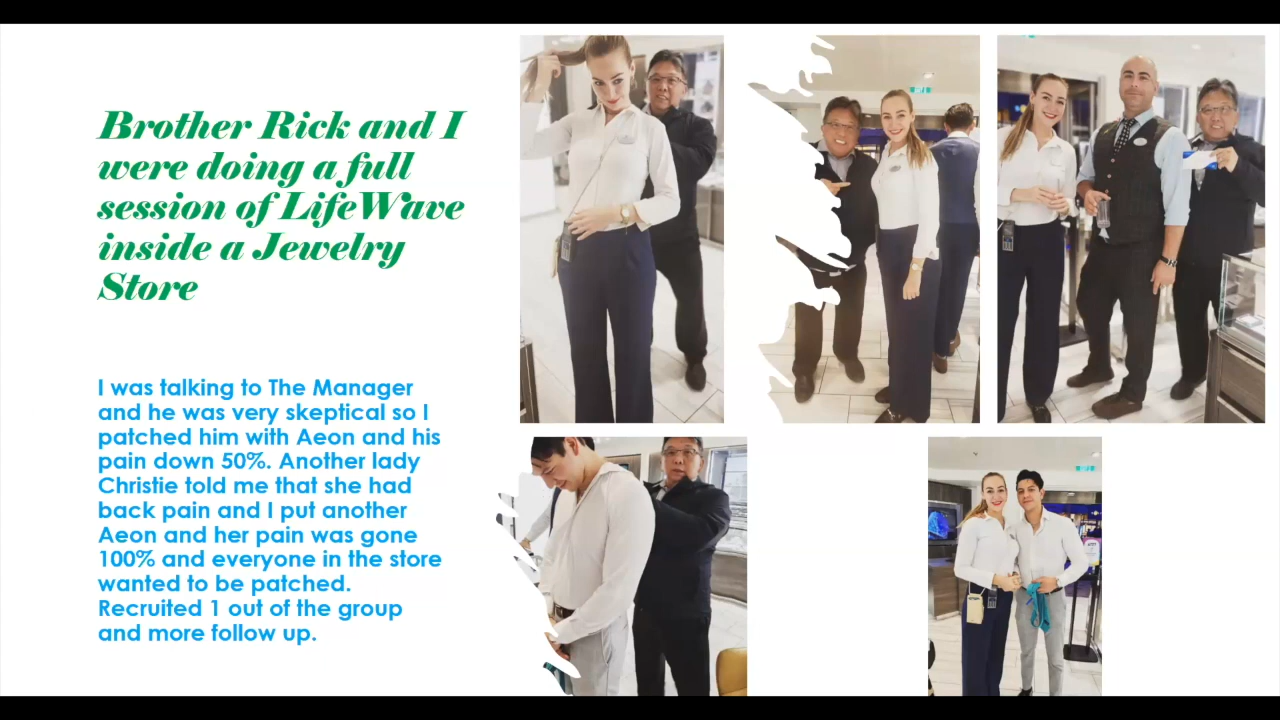 Brother Rick and I
were doing a full
session of LifeWave
inside a Jewelry
Store
I was talking to The Manager
and he was very skeptical so I
patched him with Aeon and his
pain down 50%. Another lady
Christie told me that she had
back pain and I put another
Aeon and her pain was gone
100% and everyone in the store
wanted to be patched.
Recruited 1 out of the group
and more follow up.